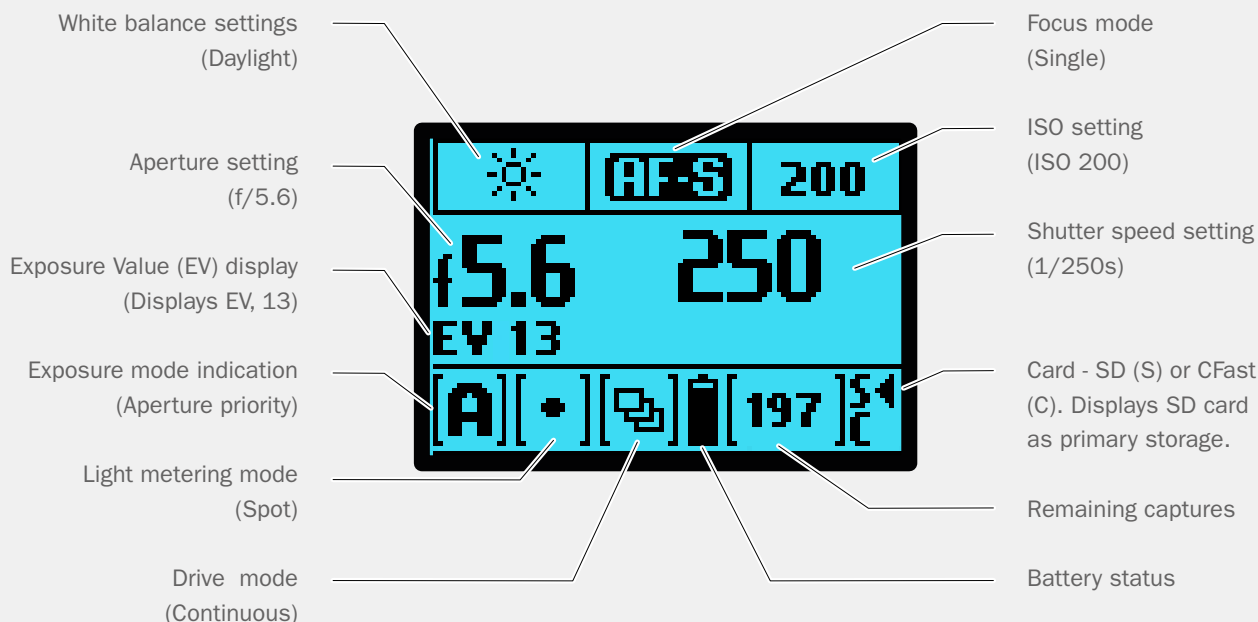 White balance settings
(Daylight)
Aperture setting
(f/5.6)
Exposure Value (EV) display
(Displays EV, 13)
Exposure mode indication
(Aperture priority)
Light metering mode
(Spot)
Drive mode
(Continuous)
AF-S
200
f5.6
250
EV 13
[A]
[197]
S
C
Focus mode
(Single)
ISO setting
(ISO 200)
Shutter speed setting
(1/250s)
Card - SD (S) or CFast
(C). Displays SD card
as primary storage.
Remaining captures
Battery status